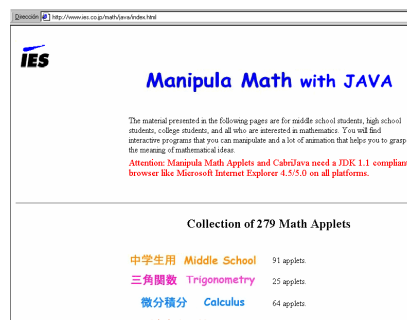 Dirección http://www.ies.co.jp/math/java/index.html
IES
Manipula Math with JAVA
The material presented in the following pages are for middle school students, high school
students, college students, and all who are interested in mathematics. You will find
interactive programs that you can manipulate and a lot of animation that helps you to grasp
the meaning of mathematical ideas.
Attention: Manipula Math Applets and CabriJava need a JDK 1.1 compliant
browser like Microsoft Internet Explorer 4.5/5.0 on all platforms.
Collection of 279 Math Applets
中学生用 Middle School 91 applets.
三角関数 Trigonometry 25 applets.
微分積分 Calculus 64 applets.